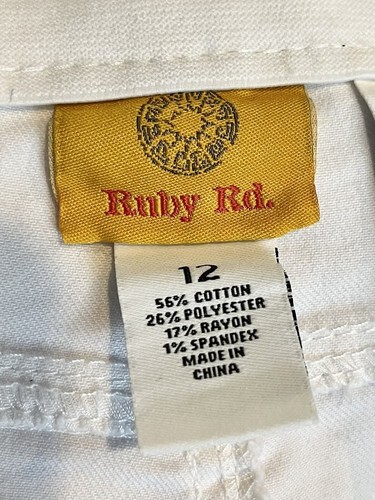 Ruby Rd.
12
56% COTTON
26% POLYESTER
17% RAYON
1% SPANDEX
MADE IN
CHINA